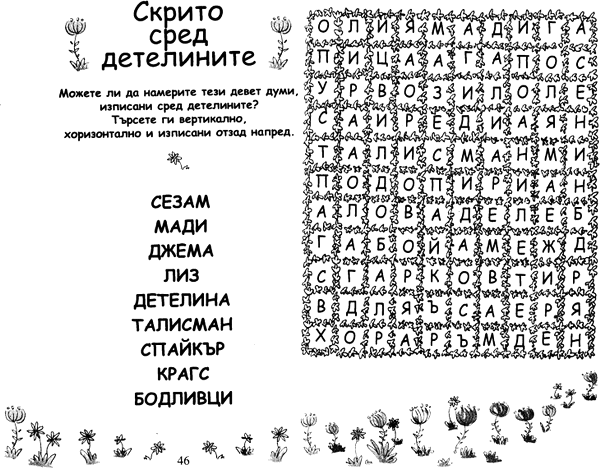 Скрито
сред
детелините
Можете ли да намерите тези девет думи,
изписани сред детелините?
Търсете ги вертикално,
хоризонтално и изписани отзад напред.
СЕЗАМ
МАДИ
ДЖЕМА
ЛИЗ
ДЕТЕЛИНА
ТАЛИСМАН
СПАЙКЪР
КРАГС
БОДЛИВЦИ
О Л И Я М А Д И Г А
П И Ц А А Г А П О С
У Р В О З И Л О Л Е
С А И Р Е Д И А Я Н
Т А Л И С М А Н М И
П О Д О П И Р И А Н
А Л О В А Д Е Л Е Б
Г А Б О Й А М Е Ж Д
С Г А Р К О В Т И Р
В Д Л Я Ъ С А Е Р Я
Х О Р А Р Ъ М Д Е Н
46